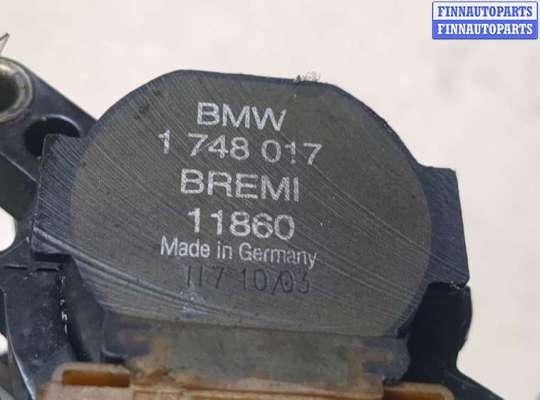 FINNAUTOPARTS
FINNAUTOPARTS
BMW
1 748 017
BREMI
11860
Made in Germany
117 10/03